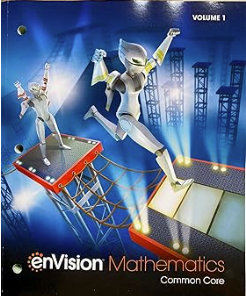 VOLUME 1
enVision Mathematics
Common Core